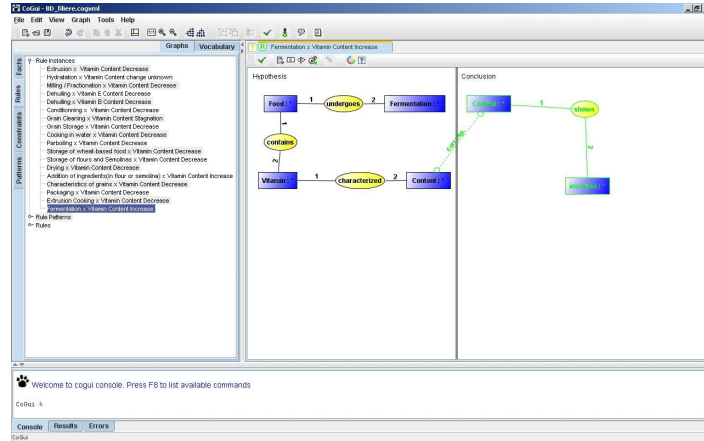 CoGui - BD_filiere.cogxml
File Edit View Graph Tools Help
Graphs Vocabulary
R Fermentation x Vitamin Content Increase
Facts
Rules
Constraints
Patterns
Rule Instances
Extrusion x Vitamin Content Decrease
Hydratation x Vitamin Content change unknown
Milling / Fractionation x Vitamin Content Decrease
Dehulling x Vitamin E Content Decrease
Dehulling x Vitamin B Content Decrease
Conditionning x Vitamin Content Decrease
Grain Cleaning x Vitamin Content Stagnation
Grain Storage x Vitamin Content Decrease
Cooking in water x Vitamin Content Decrease
Parboiling x Vitamin Content Decrease
Storage of wheat-based food x Vitamin Content Decrease
Storage of flours and Semolinas x Vitamin Content Decrease
Drying x Vitamin Content Decrease
Addition of ingredients(in flour or semolina) x Vitamin Content Increase
Characteristics of grains x Vitamin Content Decrease
Packaging x Vitamin Content Decrease
Extrusion Cooking x Vitamin Content Decrease
Fermentation x Vitamin Content Increase
Rule Patterns
Rules
Hypothesis
Food : * 1 undergoes 2 Fermentation : *
1
contains
2
Vitamin : * 1 characterized 2 Content : *
Conclusion
Content : * 1 shows
2
Increase : *
coref
Welcome to cogui console. Press F8 to list available commands
CoGui %
Console Results Errors
CoGui